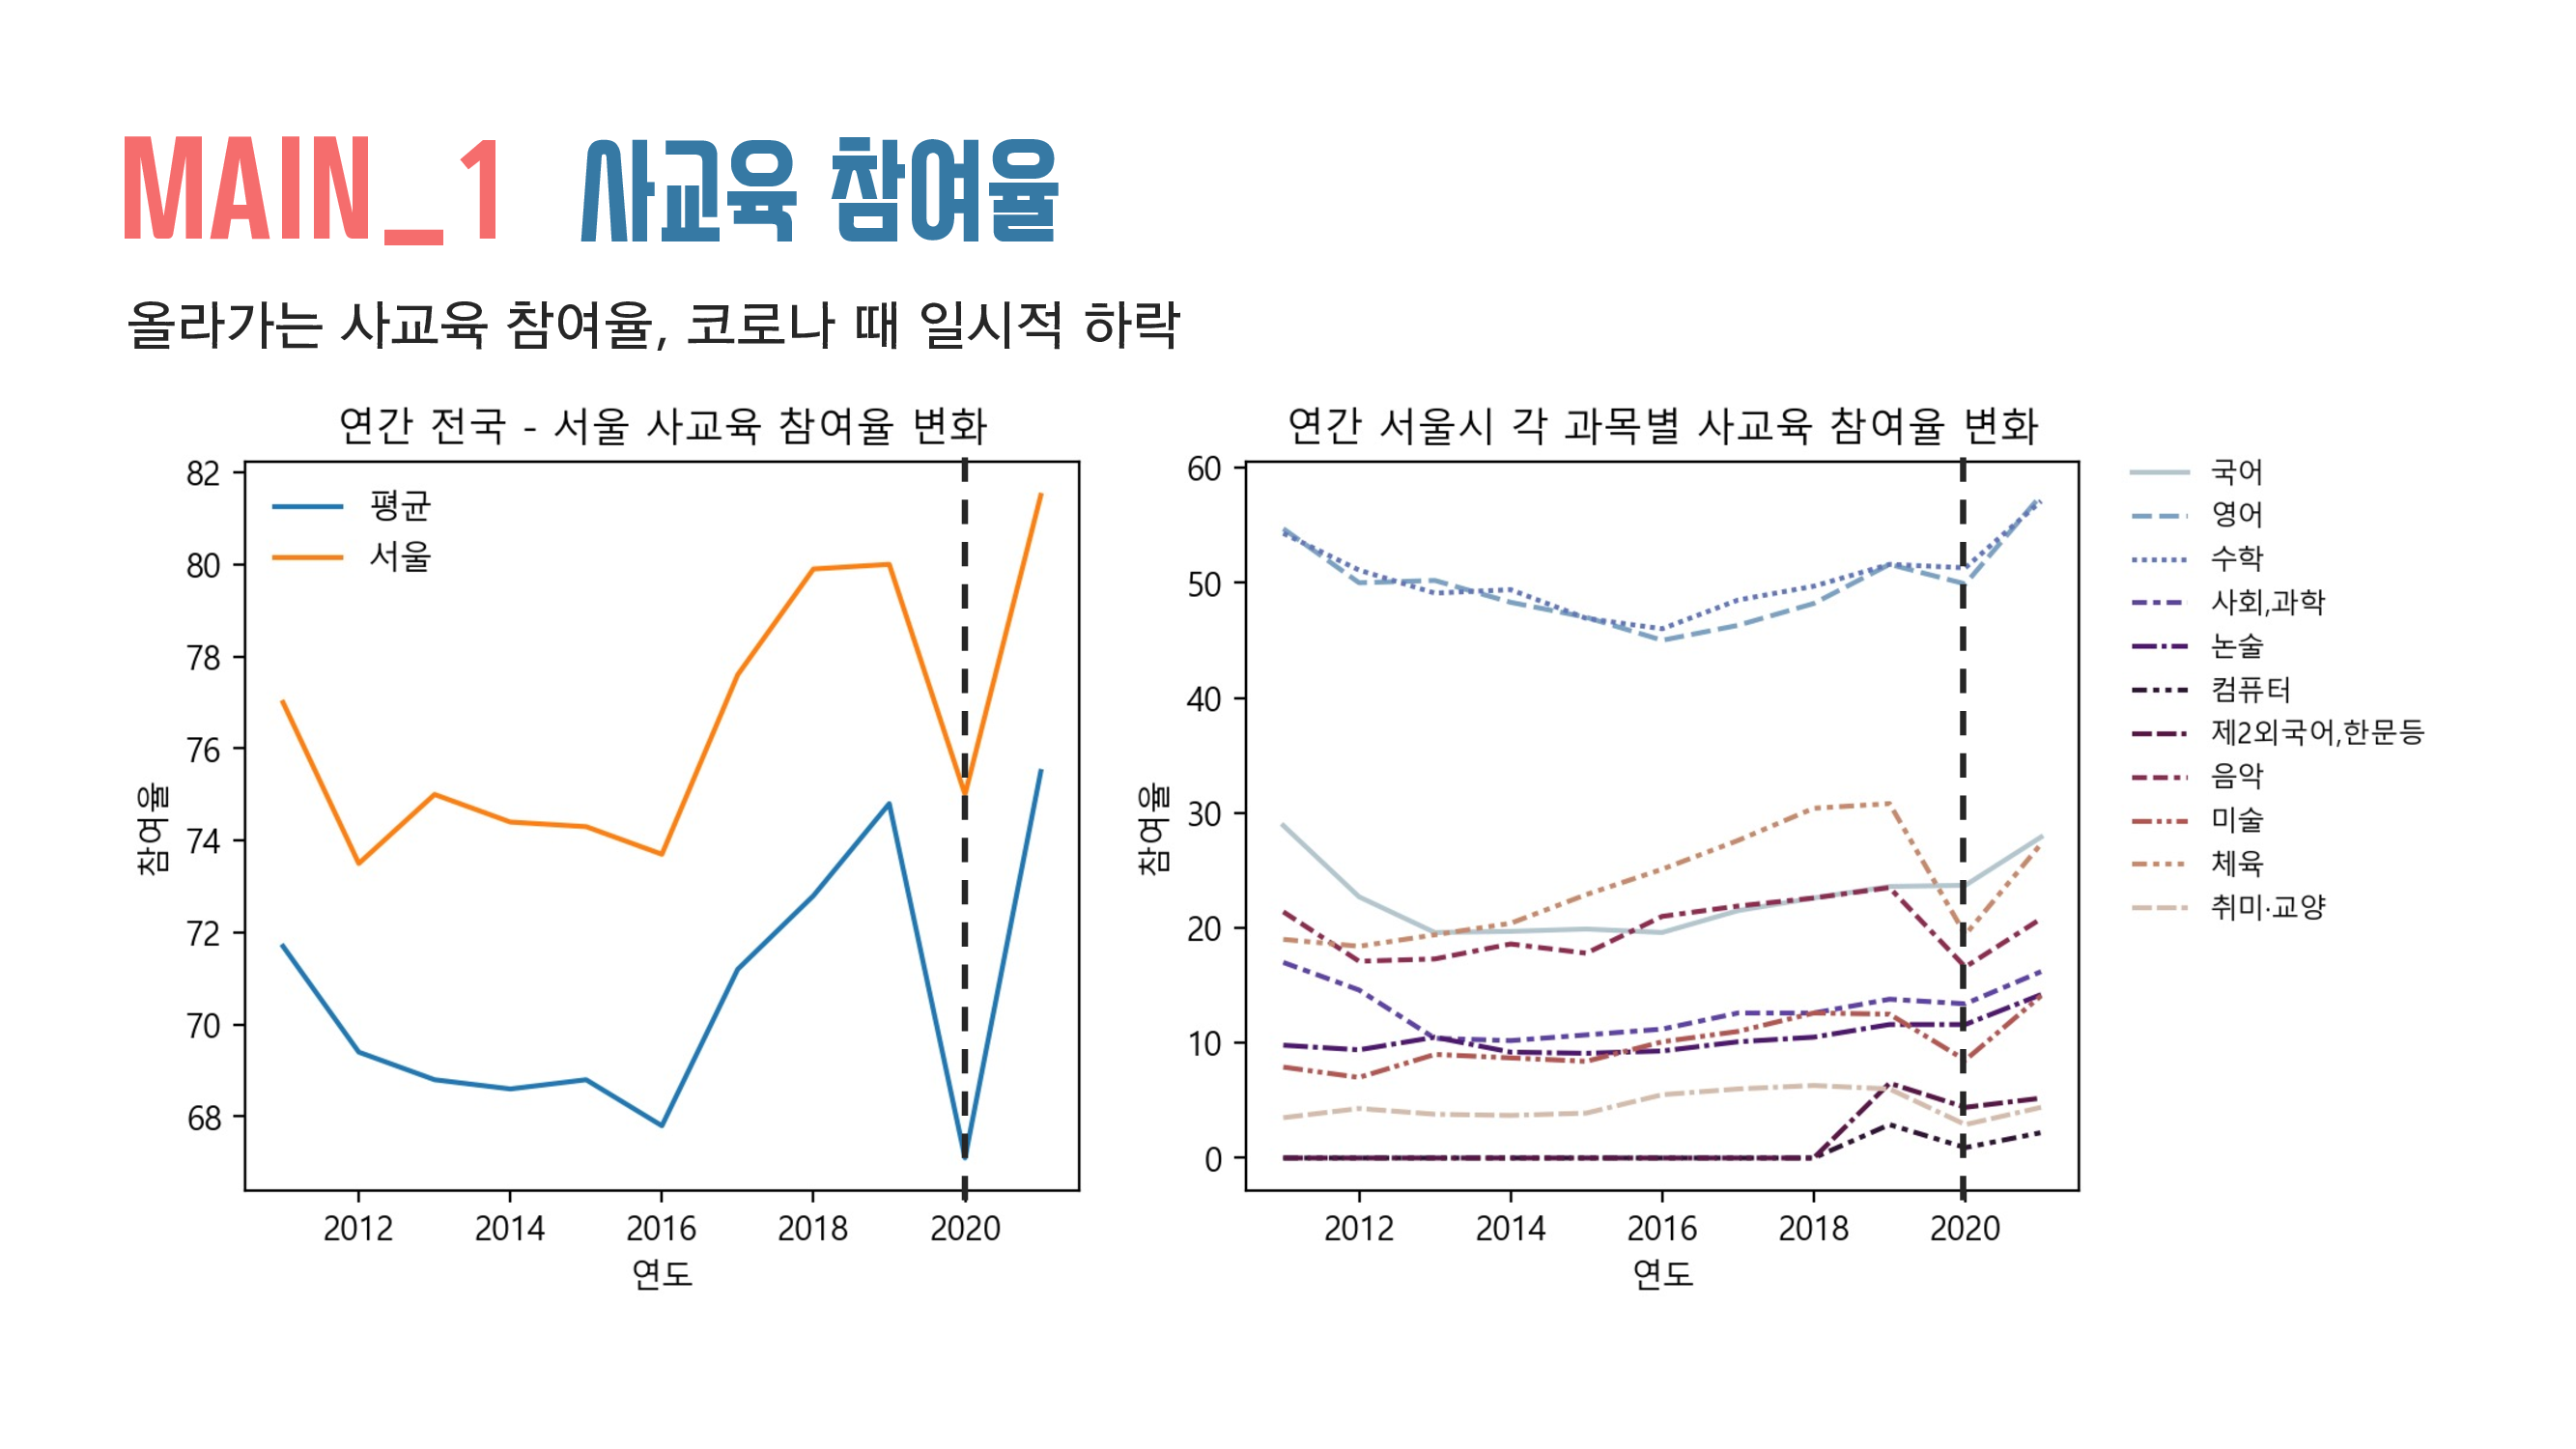 MAIN_1 사교육 참여율
올라가는 사교육 참여율, 코로나 때 일시적 하락
연간 전국 - 서울 사교육 참여율 변화
82
80
78
76
74
72
70
68
참여율
평균
서울
2012 2014 2016 2018 2020
연도
연간 서울시 각 과목별 사교육 참여율 변화
60
50
40
30
20
10
0
참여율
2012 2014 2016 2018 2020
연도
국어
영어
수학
사회,과학
논술
컴퓨터
제2외국어,한문등
음악
미술
체육
취미·교양